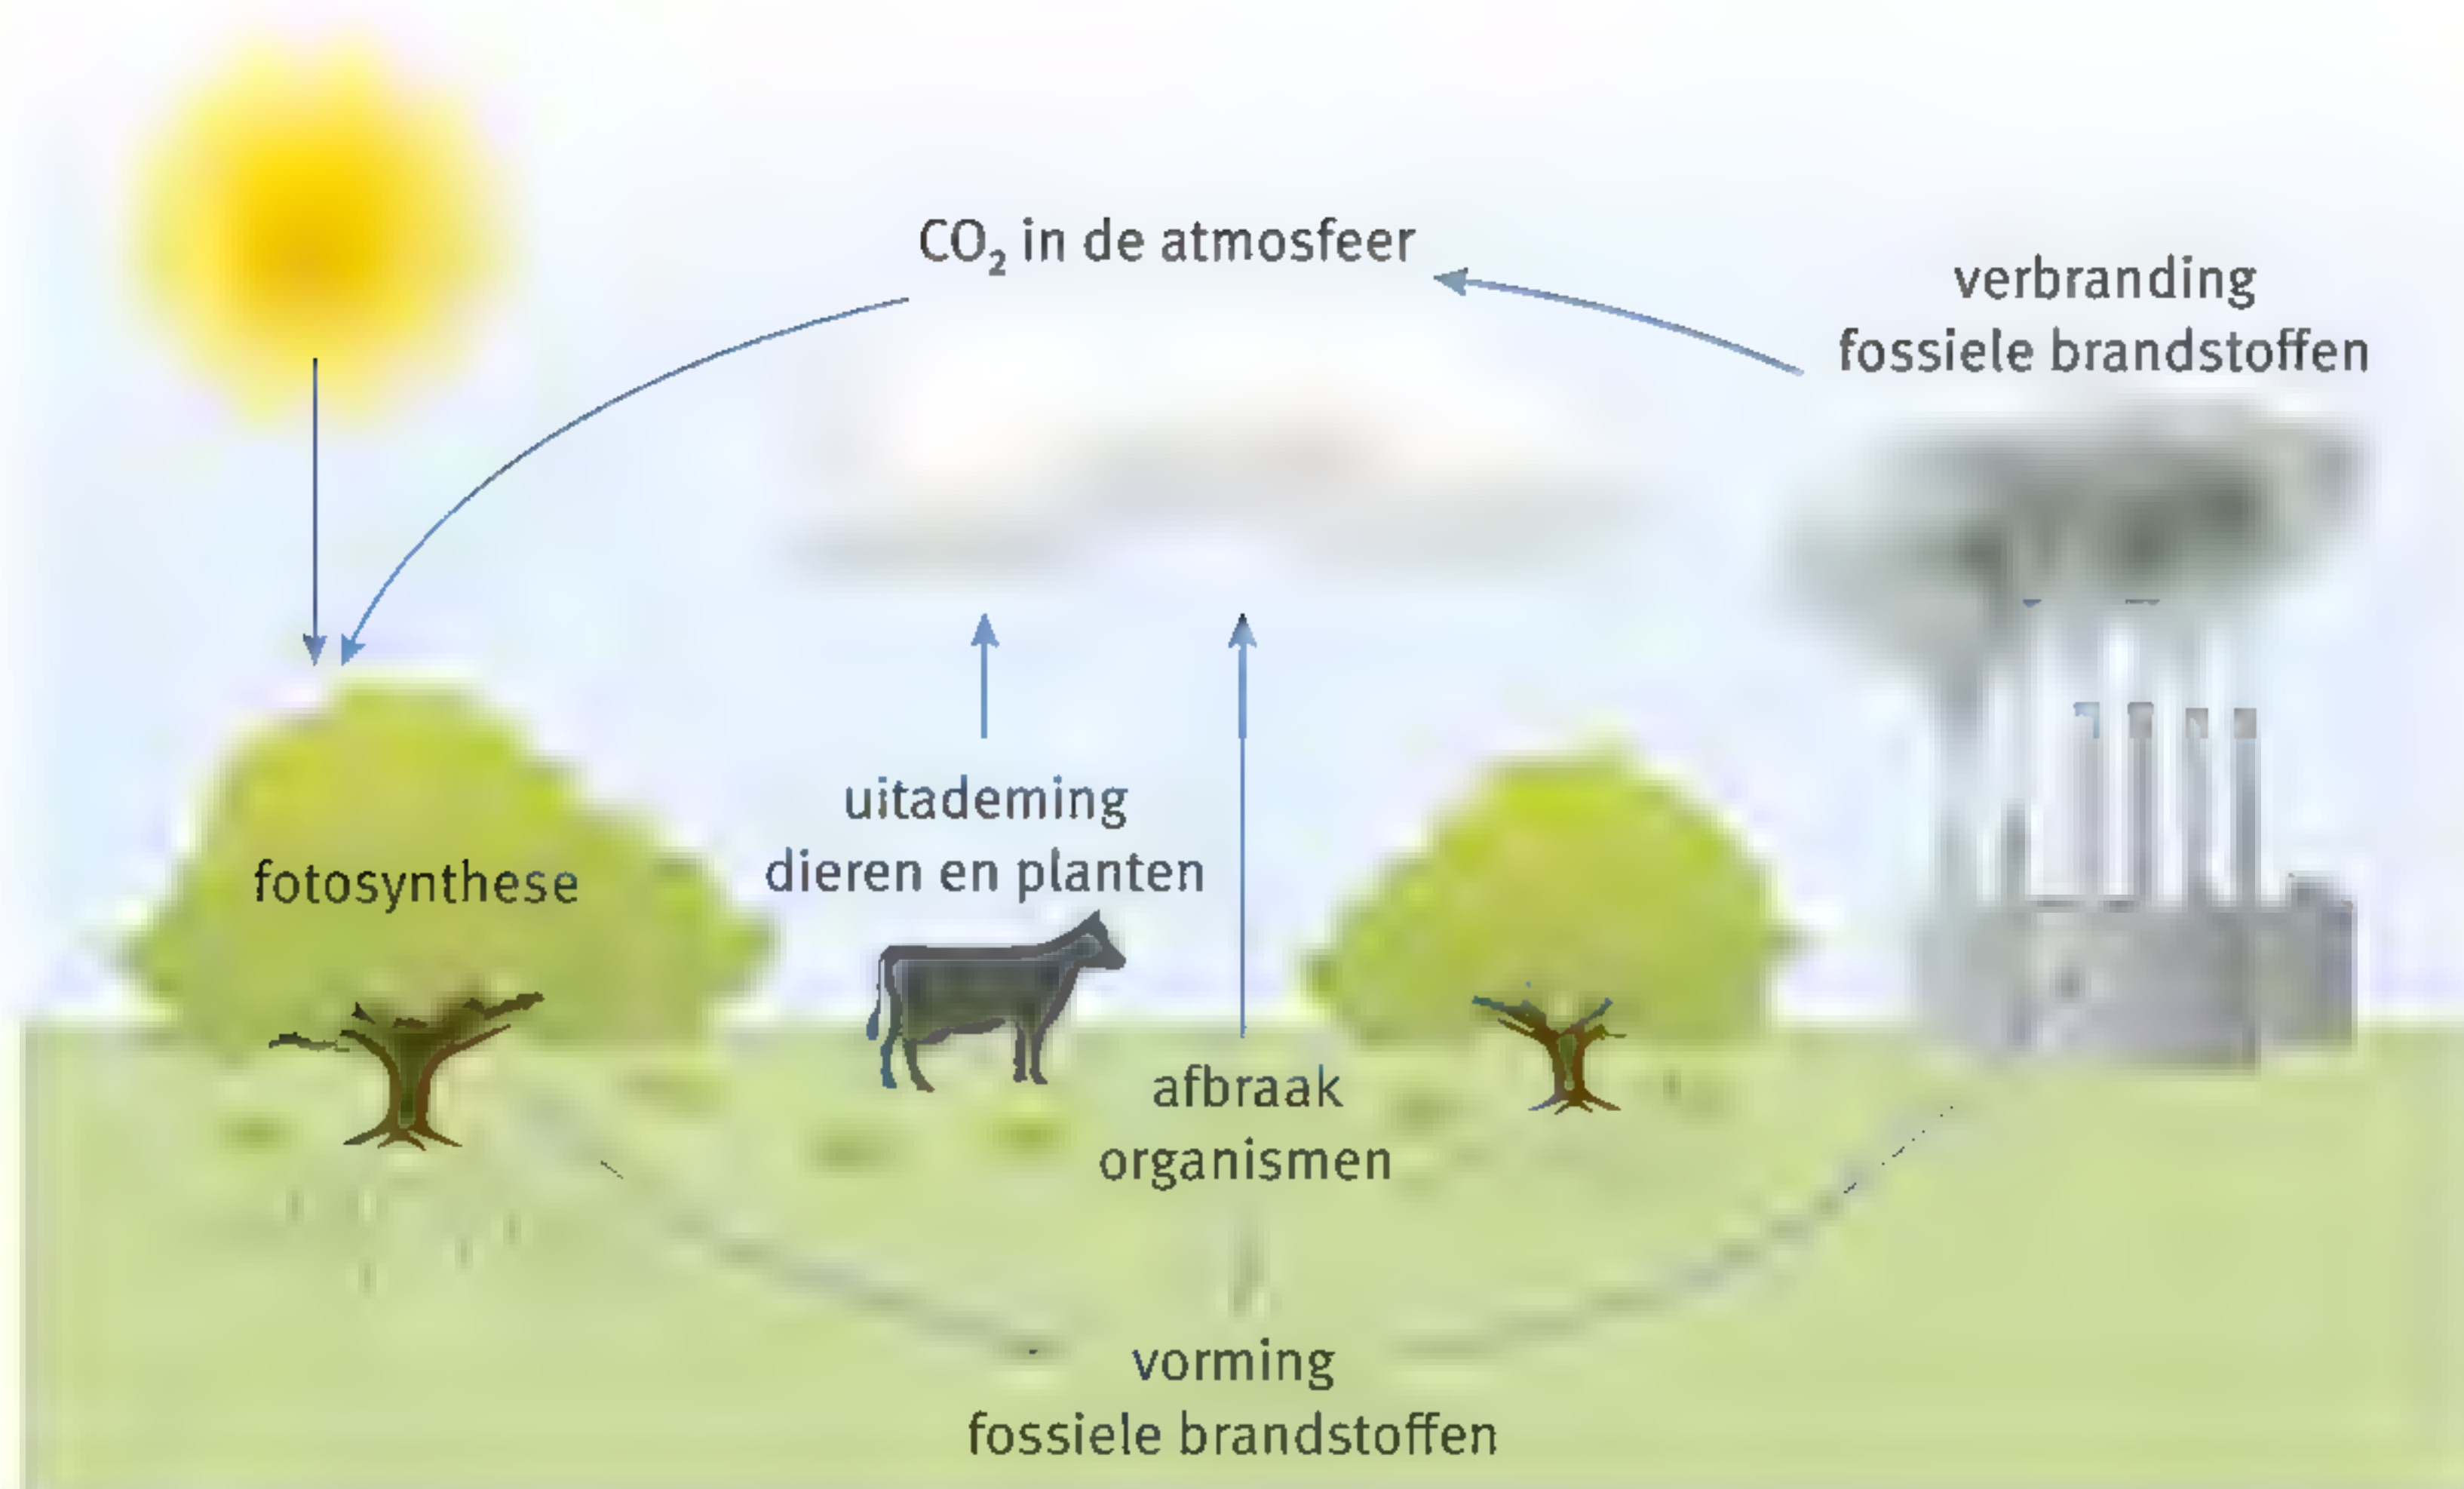 CO₂ in de atmosfeer
verbranding
fossiele brandstoffen
uitademing
dieren en planten
fotosynthese
afbraak
organismen
vorming
fossiele brandstoffen